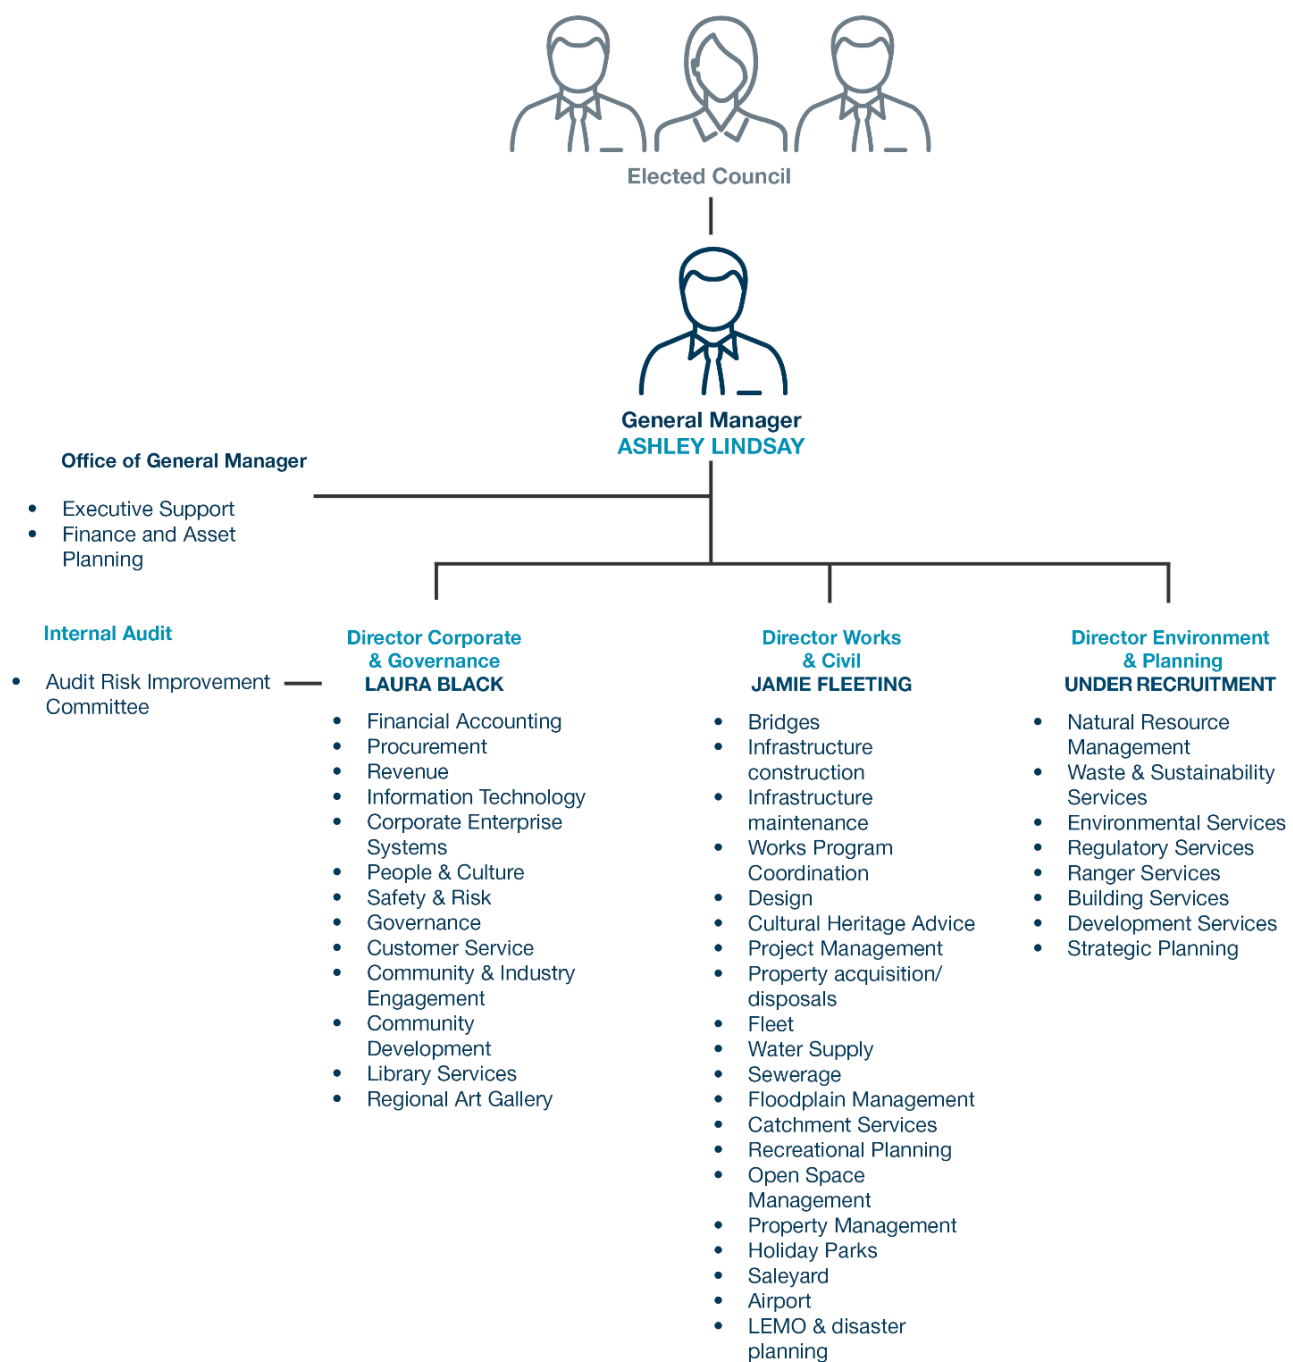 Elected Council
General Manager
ASHLEY LINDSAY
Office of General Manager
• Executive Support
• Finance and Asset
Planning
Internal Audit
• Audit Risk Improvement
Committee
Director Corporate
& Governance
LAURA BLACK
• Financial Accounting
• Procurement
• Revenue
• Information Technology
• Corporate Enterprise
Systems
• People & Culture
• Safety & Risk
• Governance
• Customer Service
• Community & Industry
Engagement
• Community
Development
• Library Services
• Regional Art Gallery
Director Works
& Civil
JAMIE FLEETING
• Bridges
• Infrastructure
construction
• Infrastructure
maintenance
• Works Program
Coordination
• Design
• Cultural Heritage Advice
• Project Management
• Property acquisition/
disposals
• Fleet
• Water Supply
• Sewerage
• Floodplain Management
• Catchment Services
• Recreational Planning
• Open Space
Management
• Property Management
• Holiday Parks
• Saleyard
• Airport
• LEMO & disaster
planning
Director Environment
& Planning
UNDER RECRUITMENT
• Natural Resource
Management
• Waste & Sustainability
Services
• Environmental Services
• Regulatory Services
• Ranger Services
• Building Services
• Development Services
• Strategic Planning